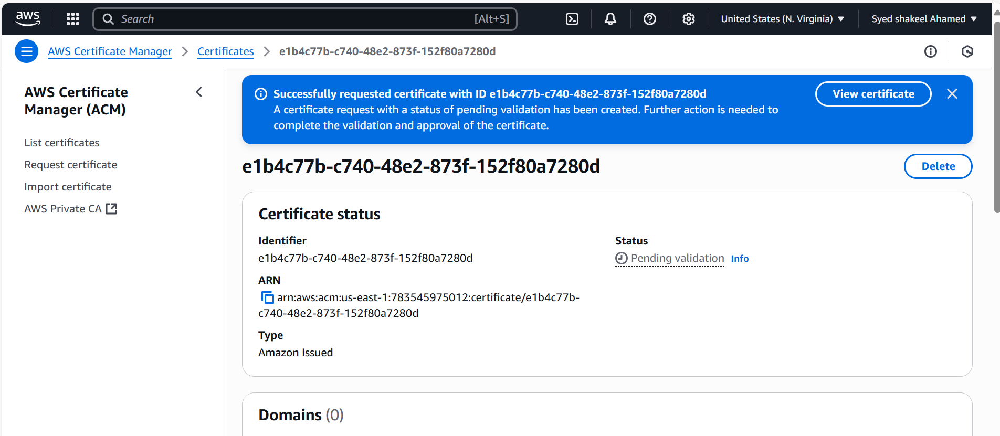 aws
Search
[Alt+S]
United States (N. Virginia)
Syed shakeel Ahamed
AWS Certificate Manager
Certificates
e1b4c77b-c740-48e2-873f-152f80a7280d
AWS Certificate
Manager (ACM)
List certificates
Request certificate
Import certificate
AWS Private CA
Successfully requested certificate with ID e1b4c77b-c740-48e2-873f-152f80a7280d
A certificate request with a status of pending validation has been created. Further action is needed to
complete the validation and approval of the certificate.
View certificate
e1b4c77b-c740-48e2-873f-152f80a7280d
Delete
Certificate status
Identifier
e1b4c77b-c740-48e2-873f-152f80a7280d
ARN
arn:aws:acm:us-east-1:783545975012:certificate/e1b4c77b-
c740-48e2-873f-152f80a7280d
Type
Amazon Issued
Status
Pending validation Info
Domains (0)